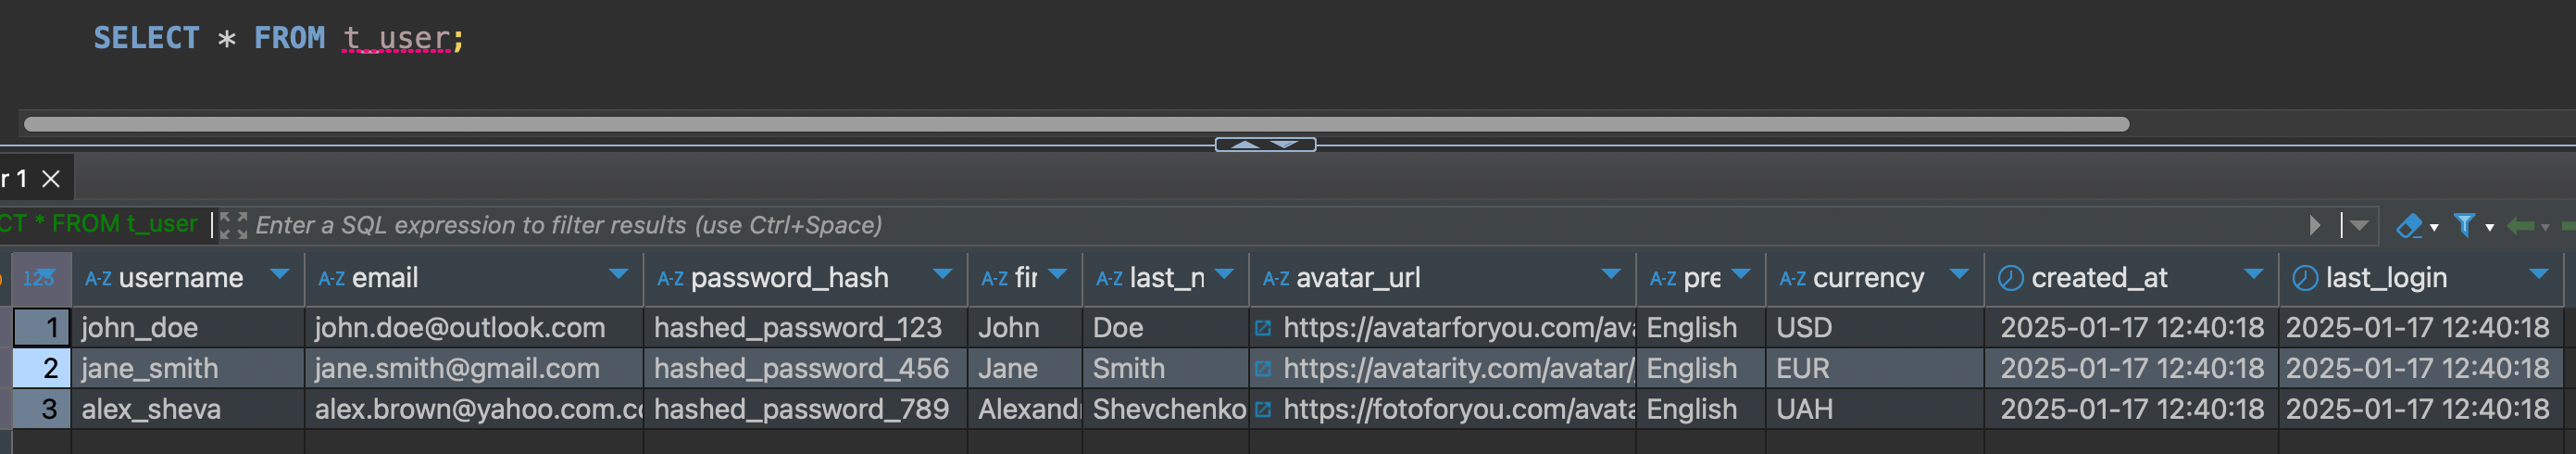 SELECT * FROM t_user;
r 1
CT * FROM t_user Enter a SQL expression to filter results (use Ctrl+Space)
123 A-Z username A-Z email A-Z password_hash A-Z fir A-Z last_n A-Z avatar_url A-Z pre A-Z currency created_at last_login
1 john_doe john.doe@outlook.com hashed_password_123 John Doe https://avatarforyou.com/ava English USD 2025-01-17 12:40:18 2025-01-17 12:40:18
2 jane_smith jane.smith@gmail.com hashed_password_456 Jane Smith https://avatarity.com/avatar/ English EUR 2025-01-17 12:40:18 2025-01-17 12:40:18
3 alex_sheva alex.brown@yahoo.com.co hashed_password_789 Alexand Shevchenko https://fotoforyou.com/avata English UAH 2025-01-17 12:40:18 2025-01-17 12:40:18